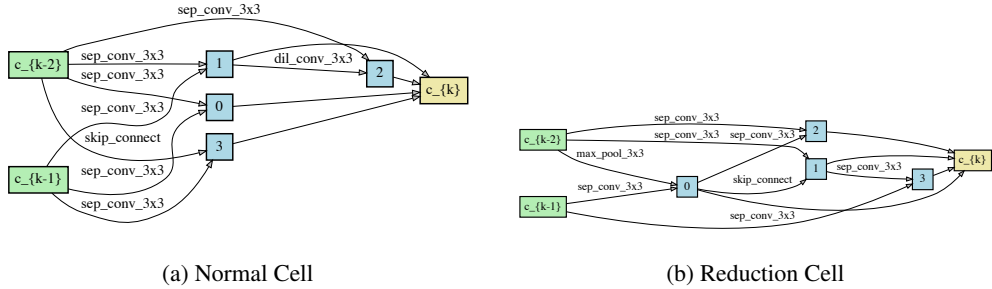 sep_conv_3x3
c_{k-2}
sep_conv_3x3
sep_conv_3x3
1
dil_conv_3x3
2
c_{k}
sep_conv_3x3
0
skip_connect
3
c_{k-1}
sep_conv_3x3
sep_conv_3x3
(a) Normal Cell
sep_conv_3x3
c_{k-2}
sep_conv_3x3
sep_conv_3x3
2
max_pool_3x3
1
sep_conv_3x3
c_{k}
sep_conv_3x3
0
skip_connect
3
c_{k-1}
sep_conv_3x3
(b) Reduction Cell